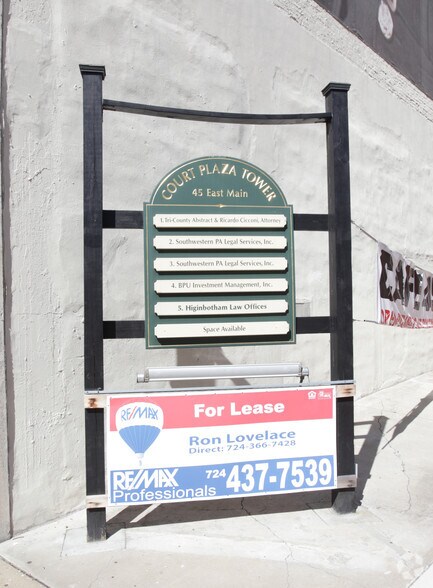 COURT PLAZA TOWER
45 East Main
1. Tri-County Abstract & Ricardo Cicconi, Attorney
2. Southwestern PA Legal Services, Inc.
3. Southwestern PA Legal Services, Inc.
4. BPU Investment Management, Inc.
5. Higinbotham Law Offices
Space Available
For Lease
RE/MAX
Ron Lovelace
Direct: 724-366-7428
RE/MAX
Professionals
724 437-7539